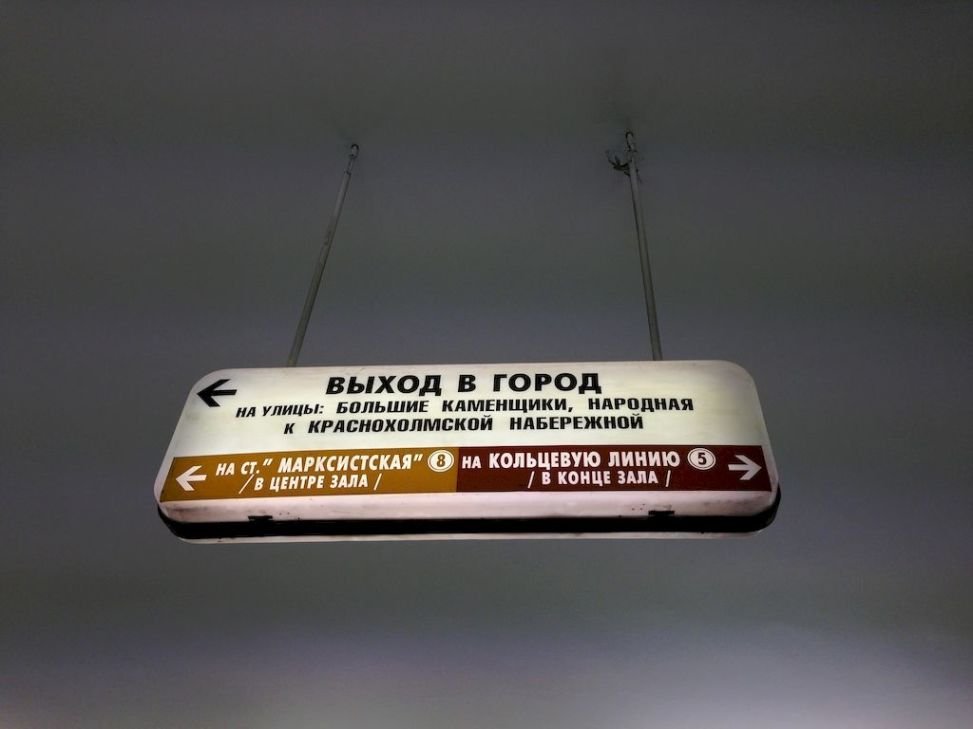 ← ВЫХОД В ГОРОД
НА УЛИЦЫ: БОЛЬШИЕ КАМЕНЩИКИ, НАРОДНАЯ
К КРАСНОХОЛМСКОЙ НАБЕРЕЖНОЙ
← НА СТ." МАРКСИСТСКАЯ" 8
/ В ЦЕНТРЕ ЗАЛА /
НА КОЛЬЦЕВУЮ ЛИНИЮ 5 →
/ В КОНЦЕ ЗАЛА /